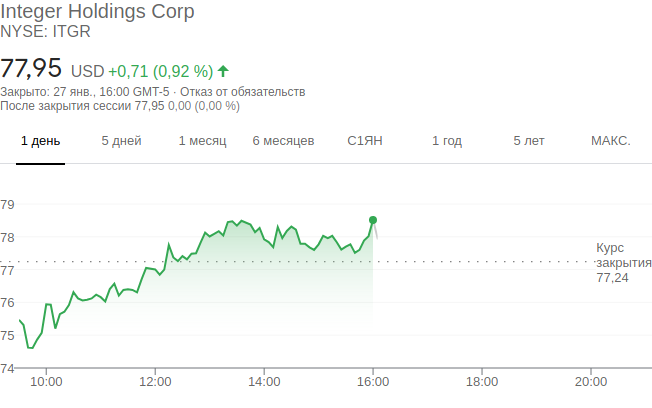 Integer Holdings Corp
NYSE: ITGR
77,95 USD +0,71 (0,92 %)
Закрыто: 27 янв., 16:00 GMT-5 · Отказ от обязательств
После закрытия сессии 77,95 0,00 (0,00 %)
1 день 5 дней 1 месяц 6 месяцев С1ЯН 1 год 5 лет МАКС.
79
78
Курс
закрытия
77,24
77
76
75
74
10:00 12:00 14:00 16:00 18:00 20:00